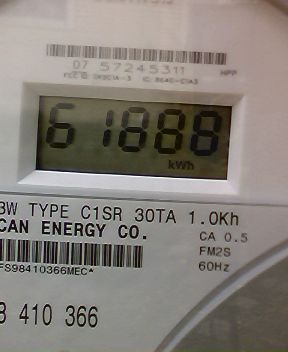 07 57245311
HPP
61888
kWh
3W TYPE C1SR 30TA 1.0Kh
CAN ENERGY CO.
CA 0.5
FM2S
60Hz
FS98410366MEC*
8 410 366